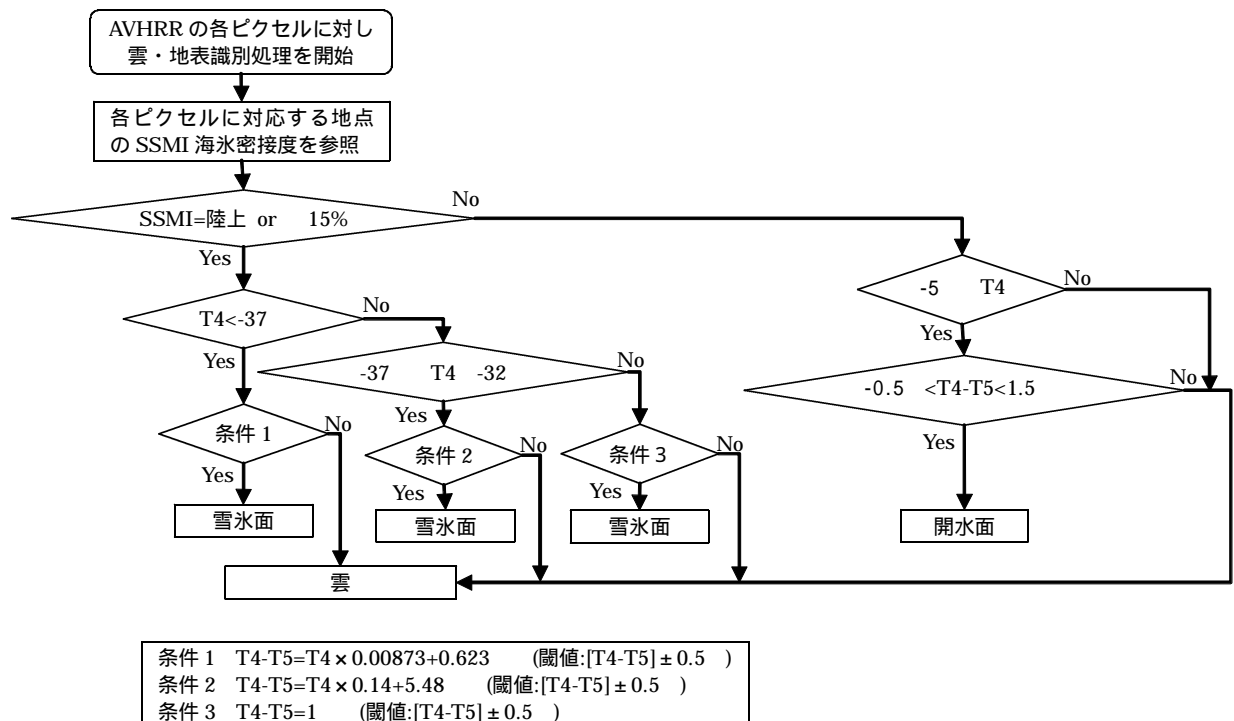 AVHRR の各ピクセルに対し
雲・地表識別処理を開始
各ピクセルに対応する地点
の SSMI 海氷密接度を参照
SSMI=陸上 or 15%
No
Yes
-5 T4
No
T4<-37
No
Yes
Yes
-37 T4 -32
No
-0.5 <T4-T5<1.5
No
Yes
条件 1
No
Yes
条件 2
No
条件 3
No
Yes
Yes
Yes
雪氷面
雪氷面
雪氷面
開水面
雲
条件 1 T4-T5=T4×0.00873+0.623 (閾値:[T4-T5]±0.5 )
条件 2 T4-T5=T4×0.14+5.48 (閾値:[T4-T5]±0.5 )
条件 3 T4-T5=1 (閾値:[T4-T5]±0.5 )